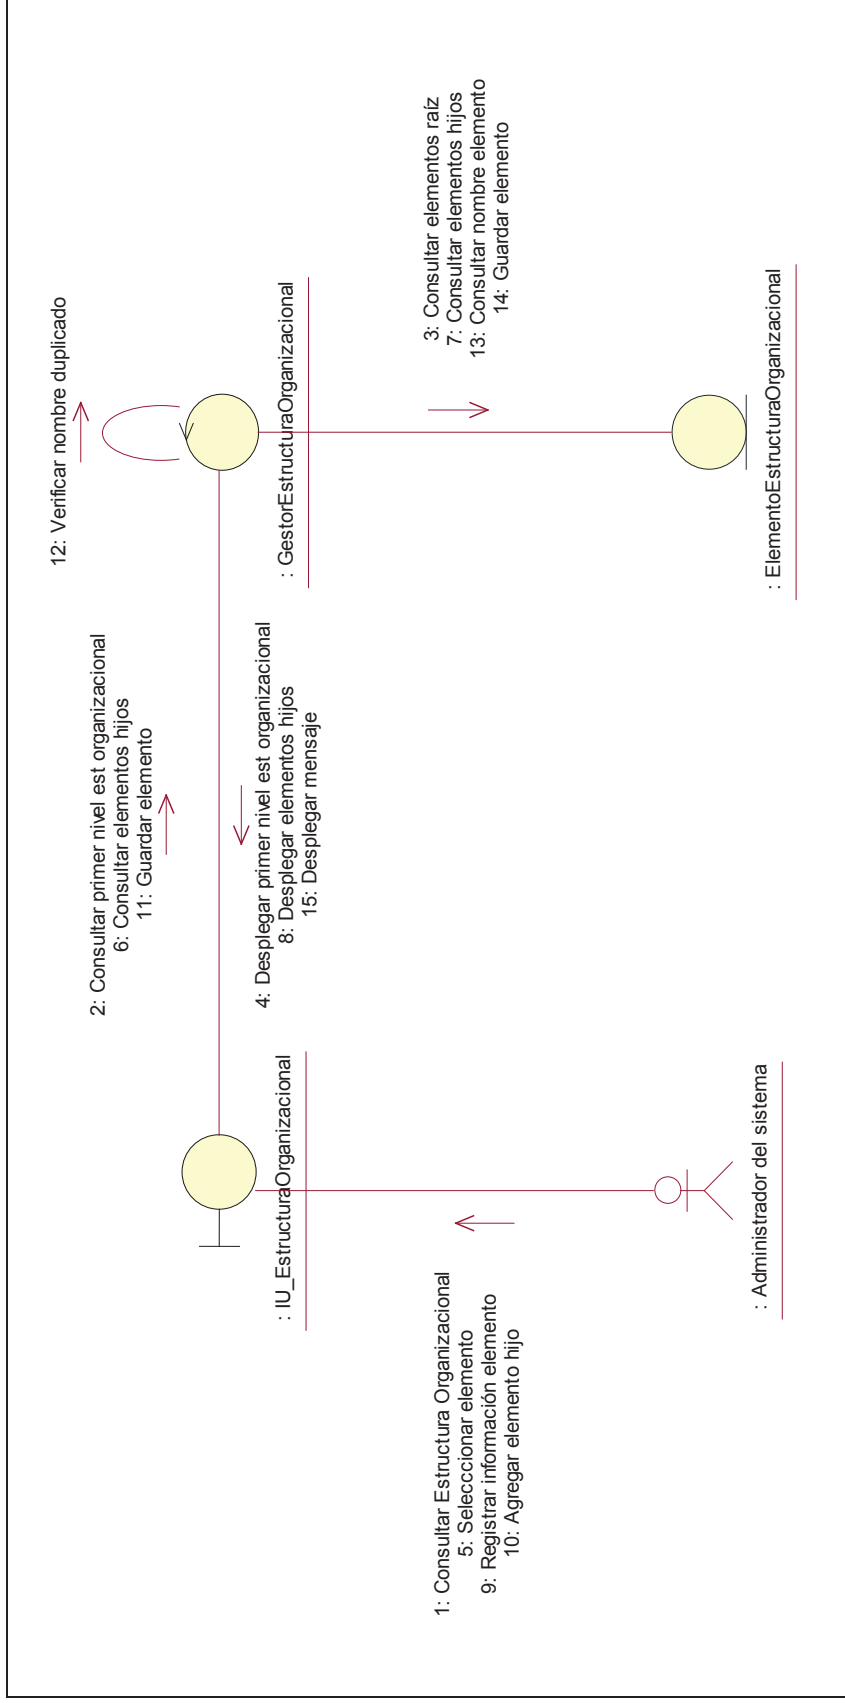 12: Verificar nombre duplicado
2: Consultar primer nivel est organizacional
6: Consultar elementos hijos
11: Guardar elemento
4: Desplegar primer nivel est organizacional
8: Desplegar elementos hijos
15: Desplegar mensaje
: IU_EstructuraOrganizacional
: GestorEstructuraOrganizacional
1: Consultar Estructura Organizacional
5: Selecccionar elemento
9: Registrar información elemento
10: Agregar elemento hijo
3: Consultar elementos raíz
7: Consultar elementos hijos
13: Consultar nombre elemento
14: Guardar elemento
: Administrador del sistema
: ElementoEstructuraOrganizacional